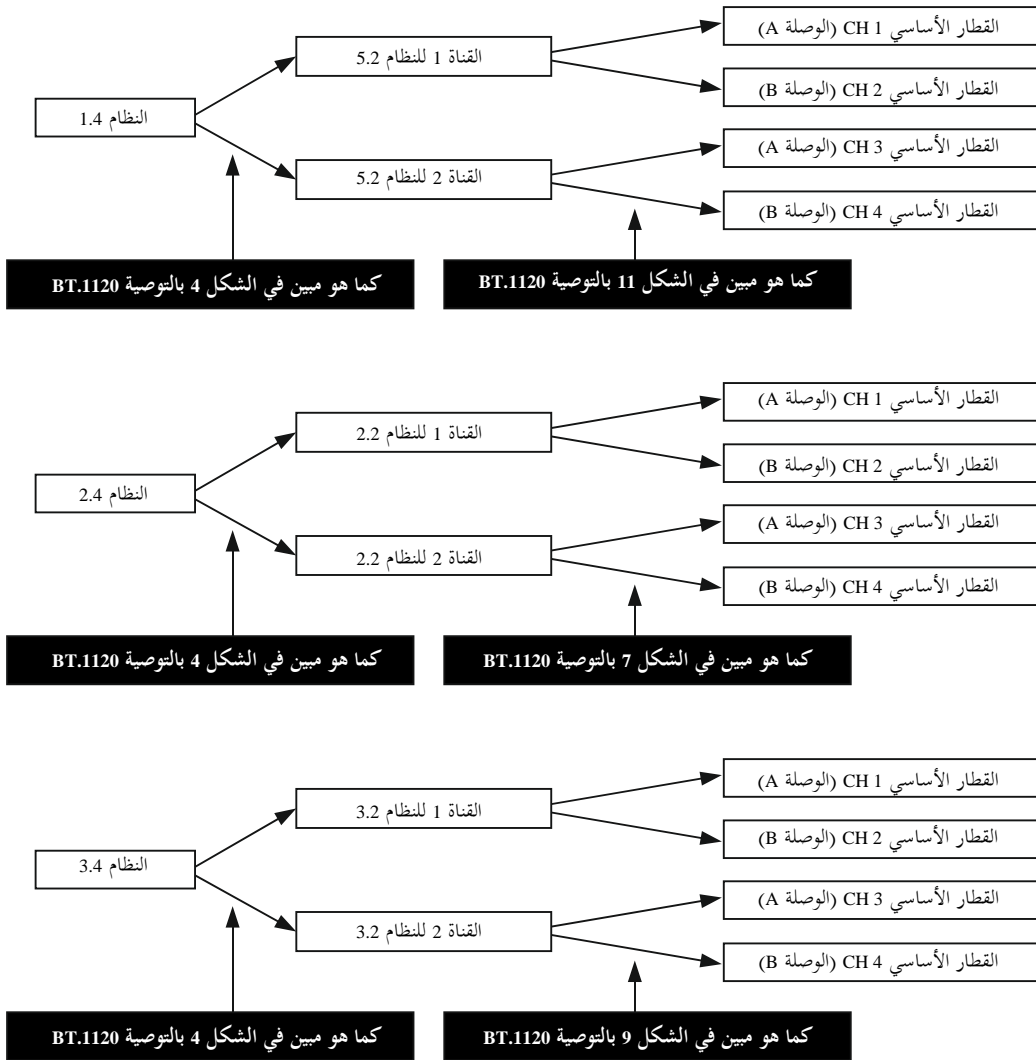 القطار الأساسي CH 1 (الوصلة A)
القناة 1 للنظام 5.2
القطار الأساسي CH 2 (الوصلة B)
النظام 1.4
القطار الأساسي CH 3 (الوصلة A)
القناة 2 للنظام 5.2
القطار الأساسي CH 4 (الوصلة B)
كما هو مبين في الشكل 11 بالتوصية BT.1120
كما هو مبين في الشكل 4 بالتوصية BT.1120
القطار الأساسي CH 1 (الوصلة A)
القناة 1 للنظام 2.2
القطار الأساسي CH 2 (الوصلة B)
النظام 2.4
القطار الأساسي CH 3 (الوصلة A)
القناة 2 للنظام 2.2
القطار الأساسي CH 4 (الوصلة B)
كما هو مبين في الشكل 7 بالتوصية BT.1120
كما هو مبين في الشكل 4 بالتوصية BT.1120
القطار الأساسي CH 1 (الوصلة A)
القناة 1 للنظام 3.2
القطار الأساسي CH 2 (الوصلة B)
النظام 3.4
القطار الأساسي CH 3 (الوصلة A)
القناة 2 للنظام 3.2
القطار الأساسي CH 4 (الوصلة B)
كما هو مبين في الشكل 9 بالتوصية BT.1120
كما هو مبين في الشكل 4 بالتوصية BT.1120